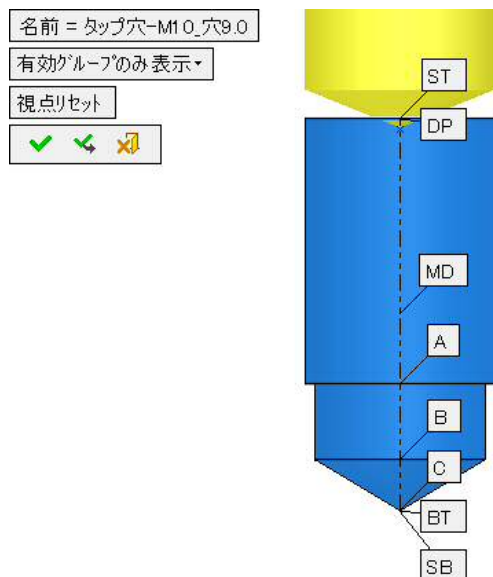 名前 = タップ穴-M10_穴9.0
有効グループのみ表示▾
視点リセット
ST
DP
MD
A
B
C
BT
SB